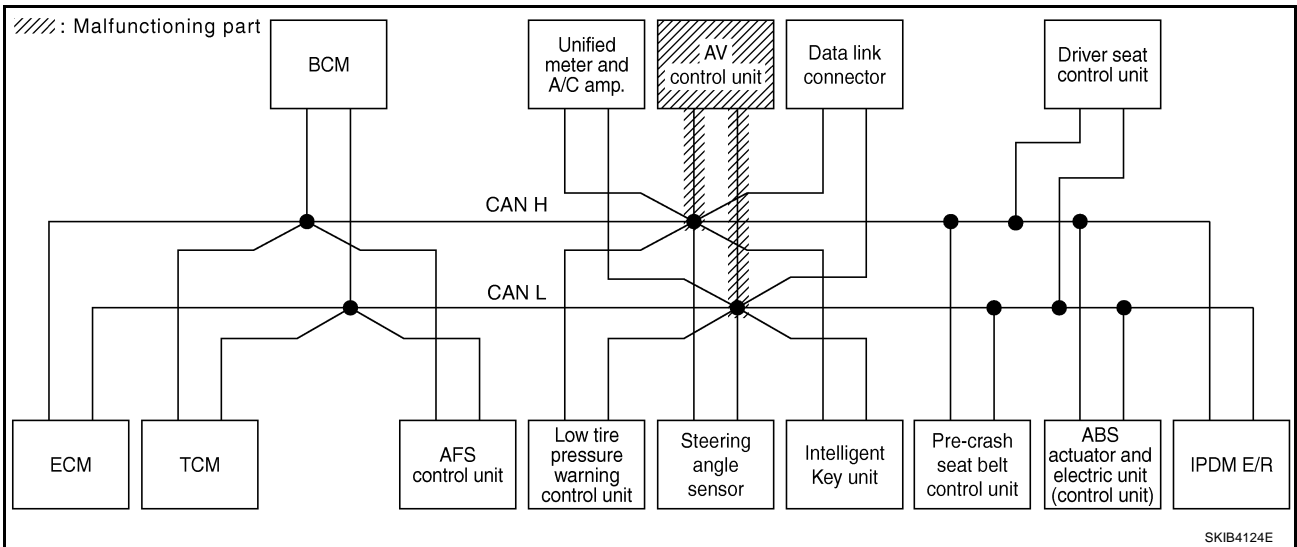 : Malfunctioning part
BCM
Unified
meter and
A/C amp.
AV
control unit
Data link
connector
Driver seat
control unit
CAN H
CAN L
ECM
TCM
AFS
control unit
Low tire
pressure
warning
control unit
Steering
angle
sensor
Intelligent
Key unit
Pre-crash
seat belt
control unit
ABS
actuator and
electric unit
(control unit)
IPDM E/R
SKIB4124E